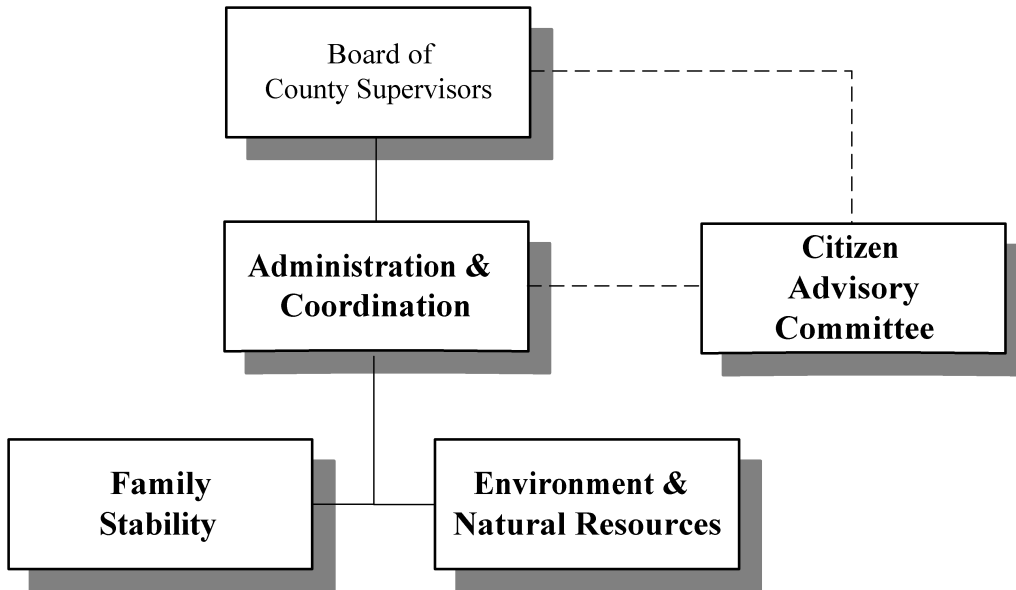 Board of
County Supervisors
Administration &
Coordination
Citizen
Advisory
Committee
Family
Stability
Environment &
Natural Resources